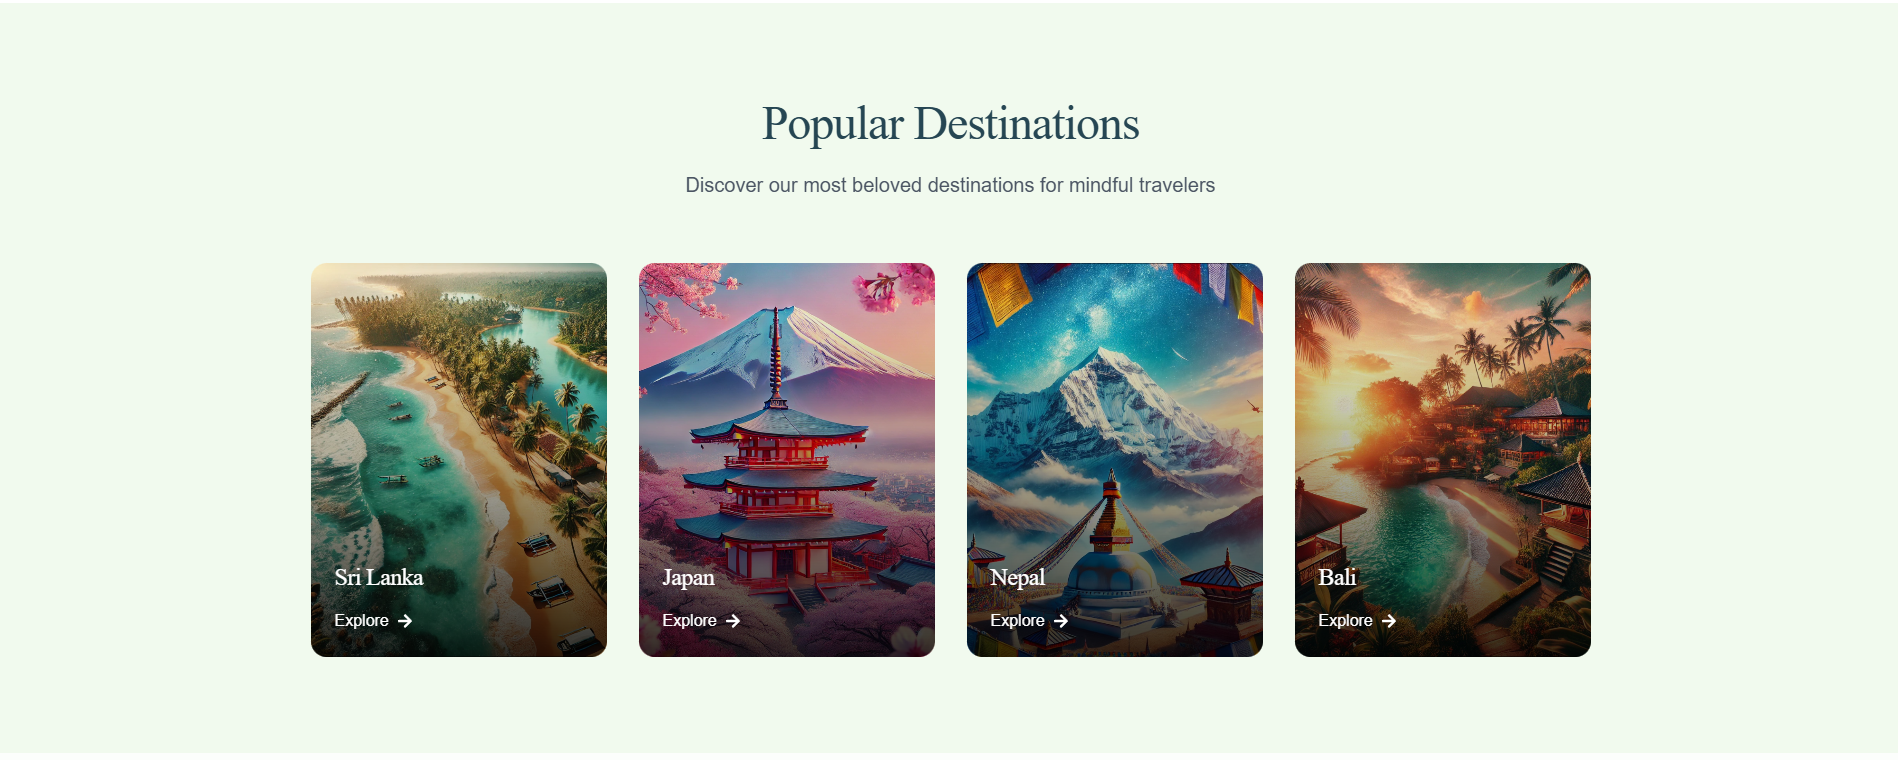 Popular Destinations
Discover our most beloved destinations for mindful travelers
Sri Lanka
Explore →
Japan
Explore →
Nepal
Explore →
Bali
Explore →